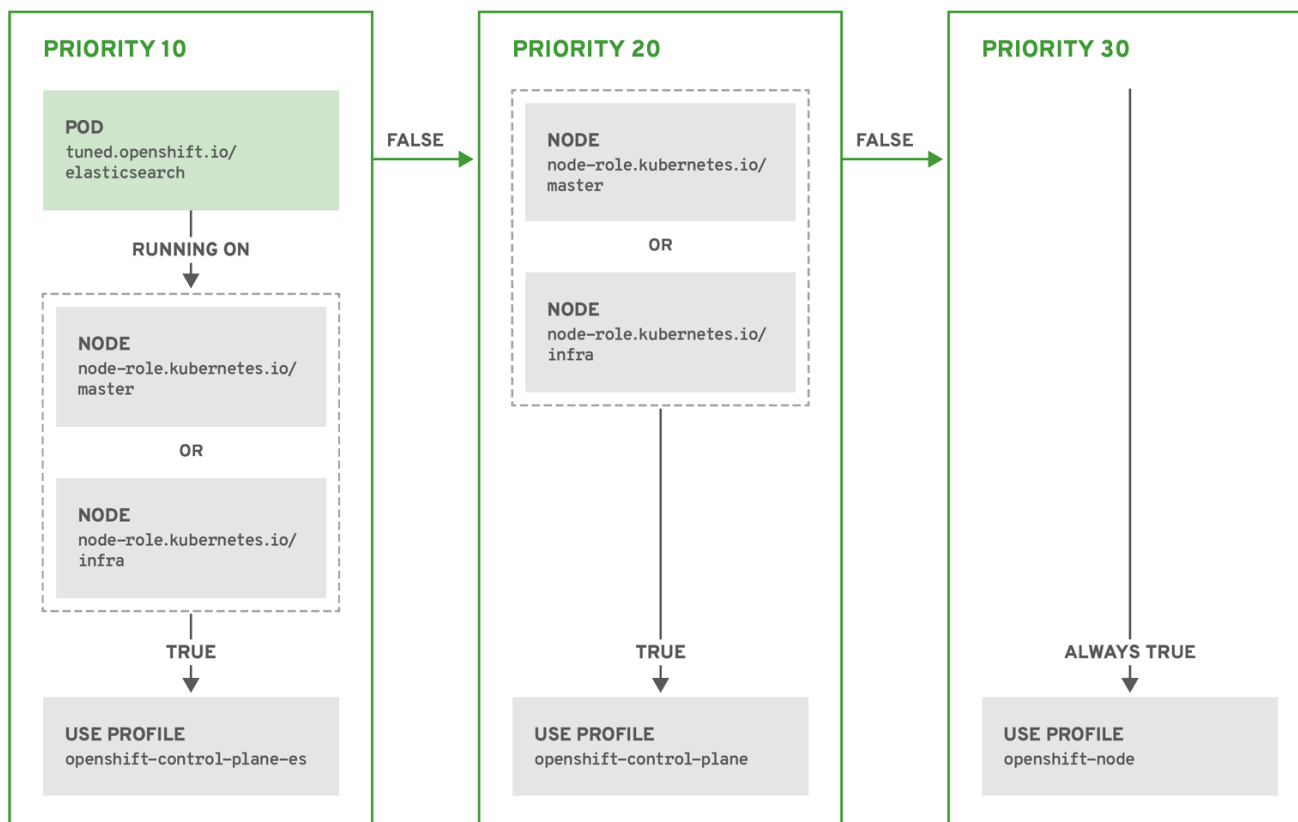 PRIORITY 10
POD
tuned.openshift.io/
elasticsearch
RUNNING ON
NODE
node-role.kubernetes.io/
master
OR
NODE
node-role.kubernetes.io/
infra
TRUE
USE PROFILE
openshift-control-plane-es
FALSE
PRIORITY 20
NODE
node-role.kubernetes.io/
master
OR
NODE
node-role.kubernetes.io/
infra
TRUE
USE PROFILE
openshift-control-plane
FALSE
PRIORITY 30
ALWAYS TRUE
USE PROFILE
openshift-node